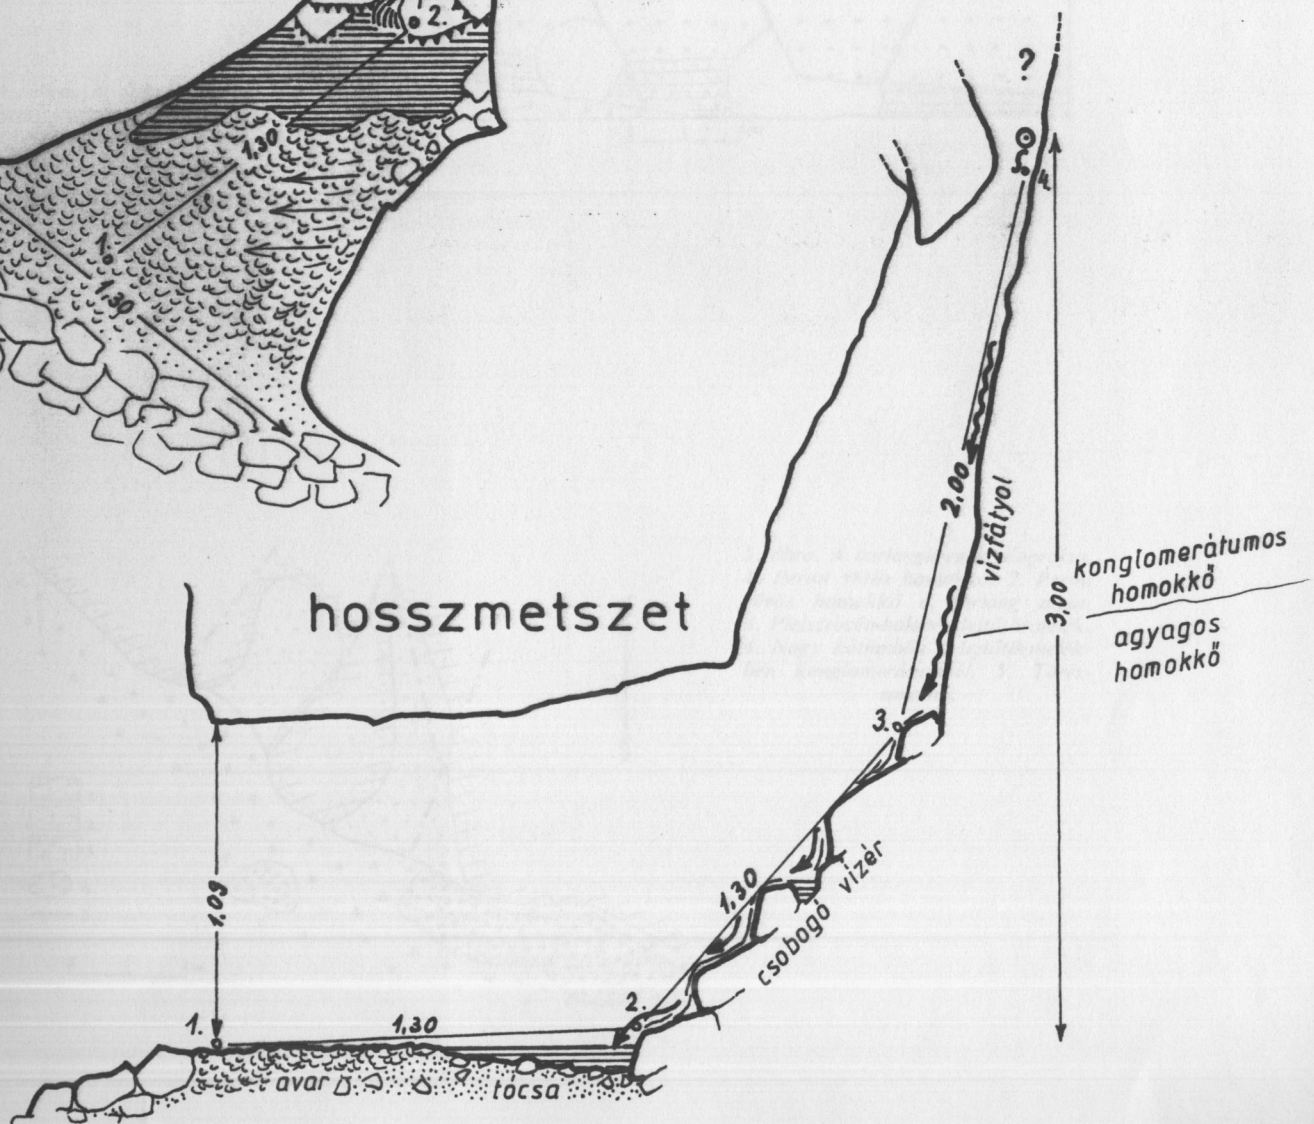 2.
1,30
1.
1.30
?
4.
2.00
vízfátyol
konglomerátumos
homokkő
3,00
agyagos
homokkő
hosszmetszet
3.
1.09
1.30
vízér
csobogó
2.
1.
1,30
avar
tócsa